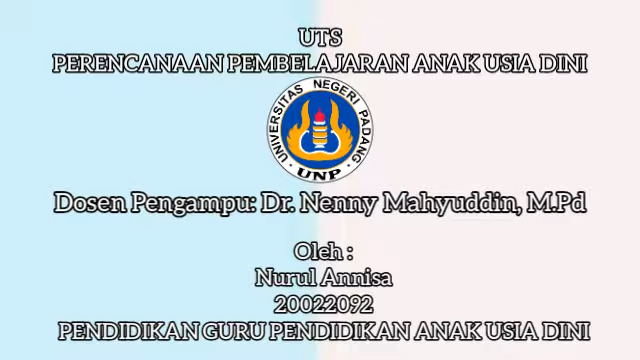 UTS
PERENCANAAN PEMBELAJARAN ANAK USIA DINI
UNIVERSITAS NEGERI PADANG
UNP
Dosen Pengampu: Dr. Nenny Mahyuddin, M.Pd
Oleh :
Nurul Annisa
20022092
PENDIDIKAN GURU PENDIDIKAN ANAK USIA DINI